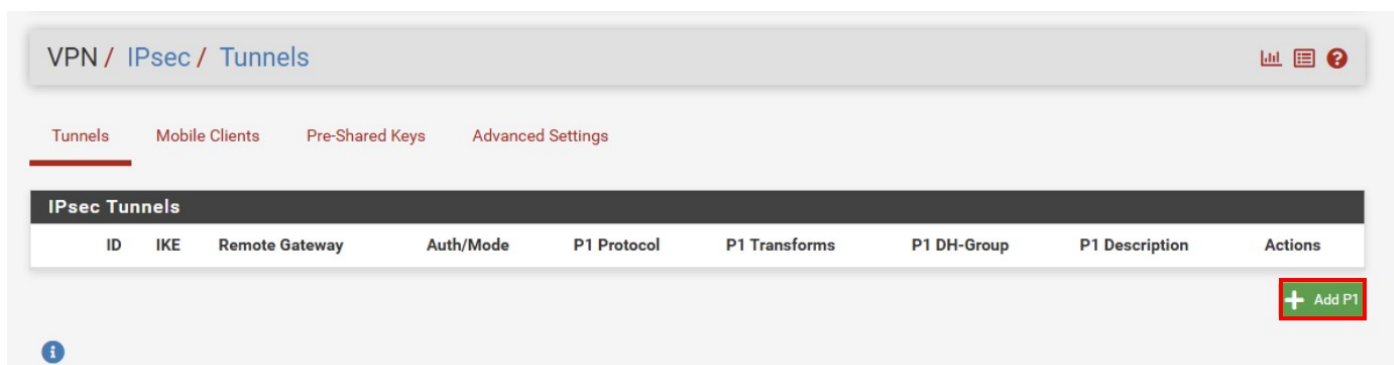 VPN / IPsec / Tunnels
Tunnels Mobile Clients Pre-Shared Keys Advanced Settings
IPsec Tunnels
ID IKE Remote Gateway Auth/Mode P1 Protocol P1 Transforms P1 DH-Group P1 Description Actions
Add P1